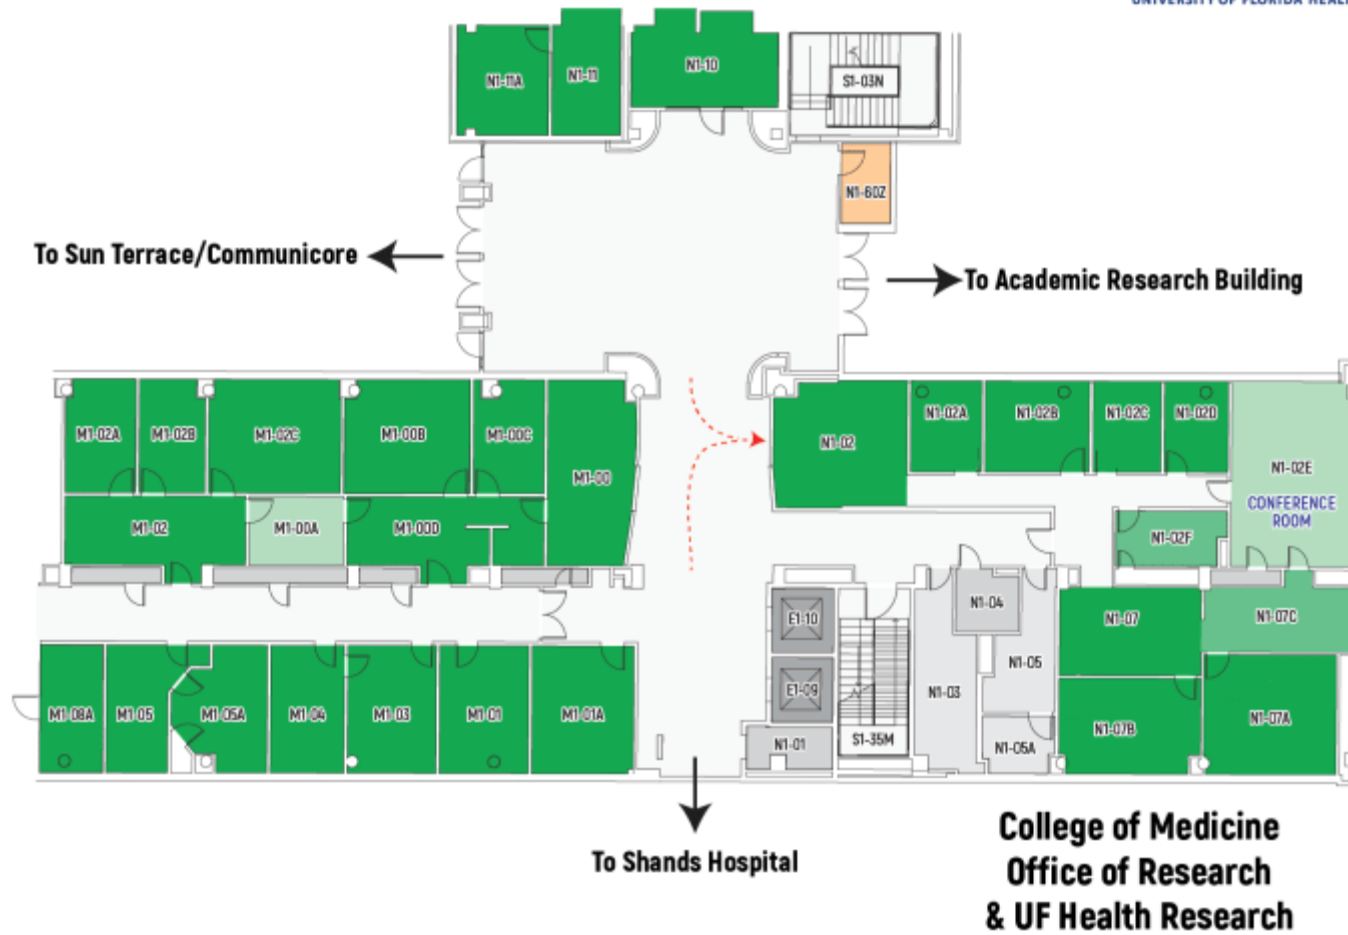 UNIVERSITY OF FLORIDA HEALTH
N1-11A
N1-11
N1-10
S1-03N
N1-60Z
To Sun Terrace/Communicore
To Academic Research Building
M1-02A
M1-02B
M1-02C
M1-00B
M1-00C
M1-00
N1-02
N1-02A
N1-02B
N1-02C
N1-02D
N1-02E
CONFERENCE
ROOM
M1-02
M1-00A
M1-00D
N1-02F
E1-10
N1-04
N1-07
N1-07C
N1-05
E1-09
N1-03
M1-08A
M1-05
M1-05A
M1-04
M1-03
M1-01
M1-01A
N1-01
S1-35M
N1-05A
N1-07B
N1-07A
To Shands Hospital
College of Medicine
Office of Research
& UF Health Research